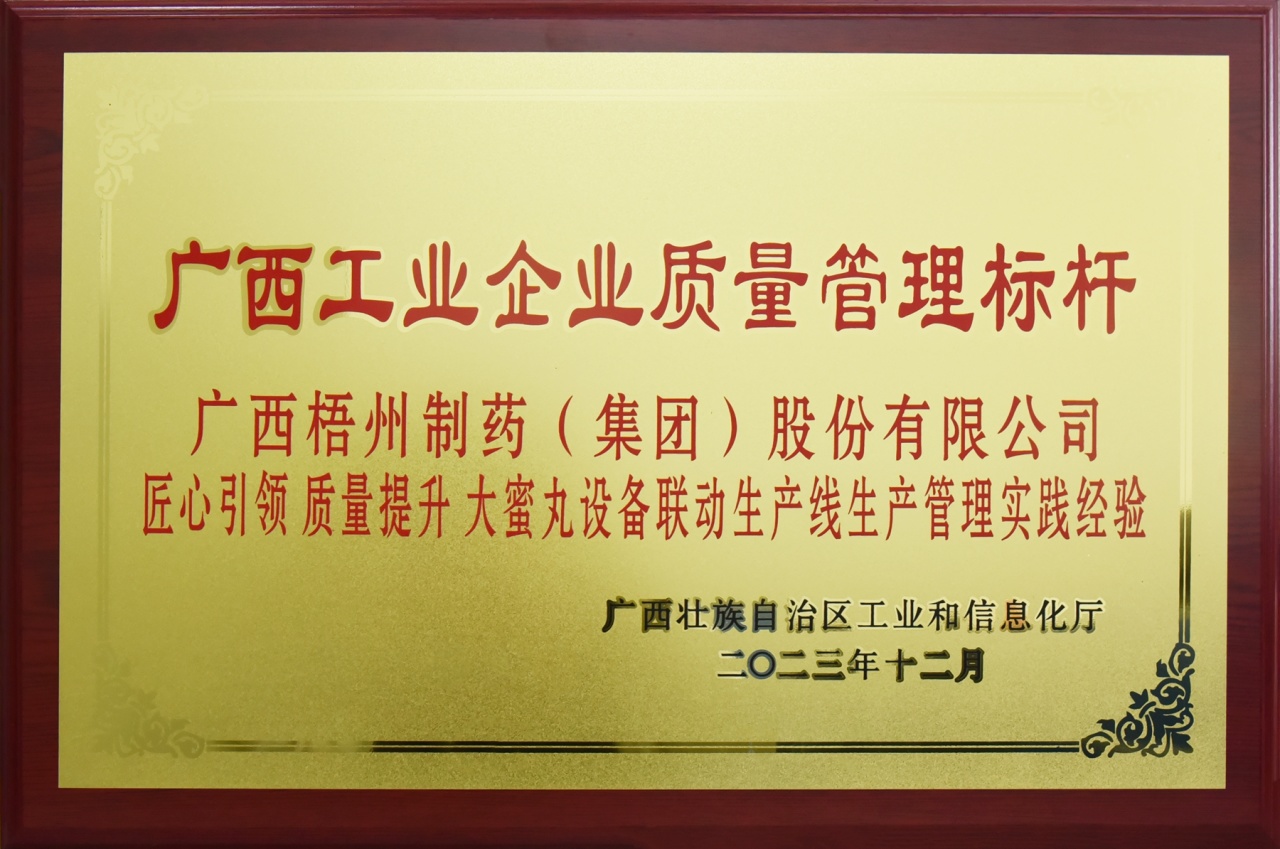 广西工业企业质量管理标杆
广西梧州制药（集团）股份有限公司
匠心引领 质量提升 大蜜丸设备联动生产线生产管理实践经验
广西壮族自治区工业和信息化厅
二〇二三年十二月